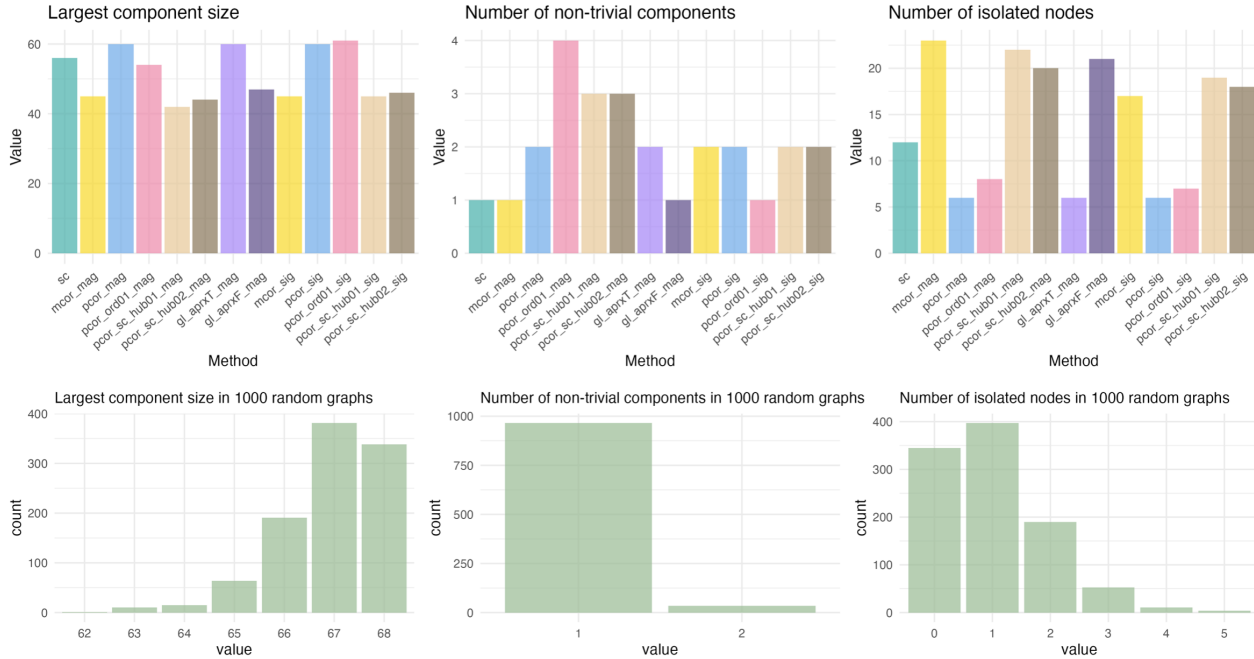 Largest component size
Number of non-trivial components
Number of isolated nodes
Value
60
40
20
0
sc
mcor_mag
pcor_mag
pcor_ord01_mag
pcor_sc_hub01_mag
pcor_sc_hub02_mag
gl_aprxT_mag
gl_aprxF_mag
mcor_sig
pcor_sig
pcor_ord01_sig
pcor_sc_hub01_sig
pcor_sc_hub02_sig
Method
Value
4
3
2
1
0
sc
mcor_mag
pcor_mag
pcor_ord01_mag
pcor_sc_hub01_mag
pcor_sc_hub02_mag
gl_aprxT_mag
gl_aprxF_mag
mcor_sig
pcor_sig
pcor_ord01_sig
pcor_sc_hub01_sig
pcor_sc_hub02_sig
Method
Value
20
15
10
5
0
sc
mcor_mag
pcor_mag
pcor_ord01_mag
pcor_sc_hub01_mag
pcor_sc_hub02_mag
gl_aprxT_mag
gl_aprxF_mag
mcor_sig
pcor_sig
pcor_ord01_sig
pcor_sc_hub01_sig
pcor_sc_hub02_sig
Method
Largest component size in 1000 random graphs
count
400
300
200
100
0
62 63 64 65 66 67 68
value
Number of non-trivial components in 1000 random graphs
count
1000
750
500
250
0
1 2
value
Number of isolated nodes in 1000 random graphs
count
400
300
200
100
0
0 1 2 3 4 5
value